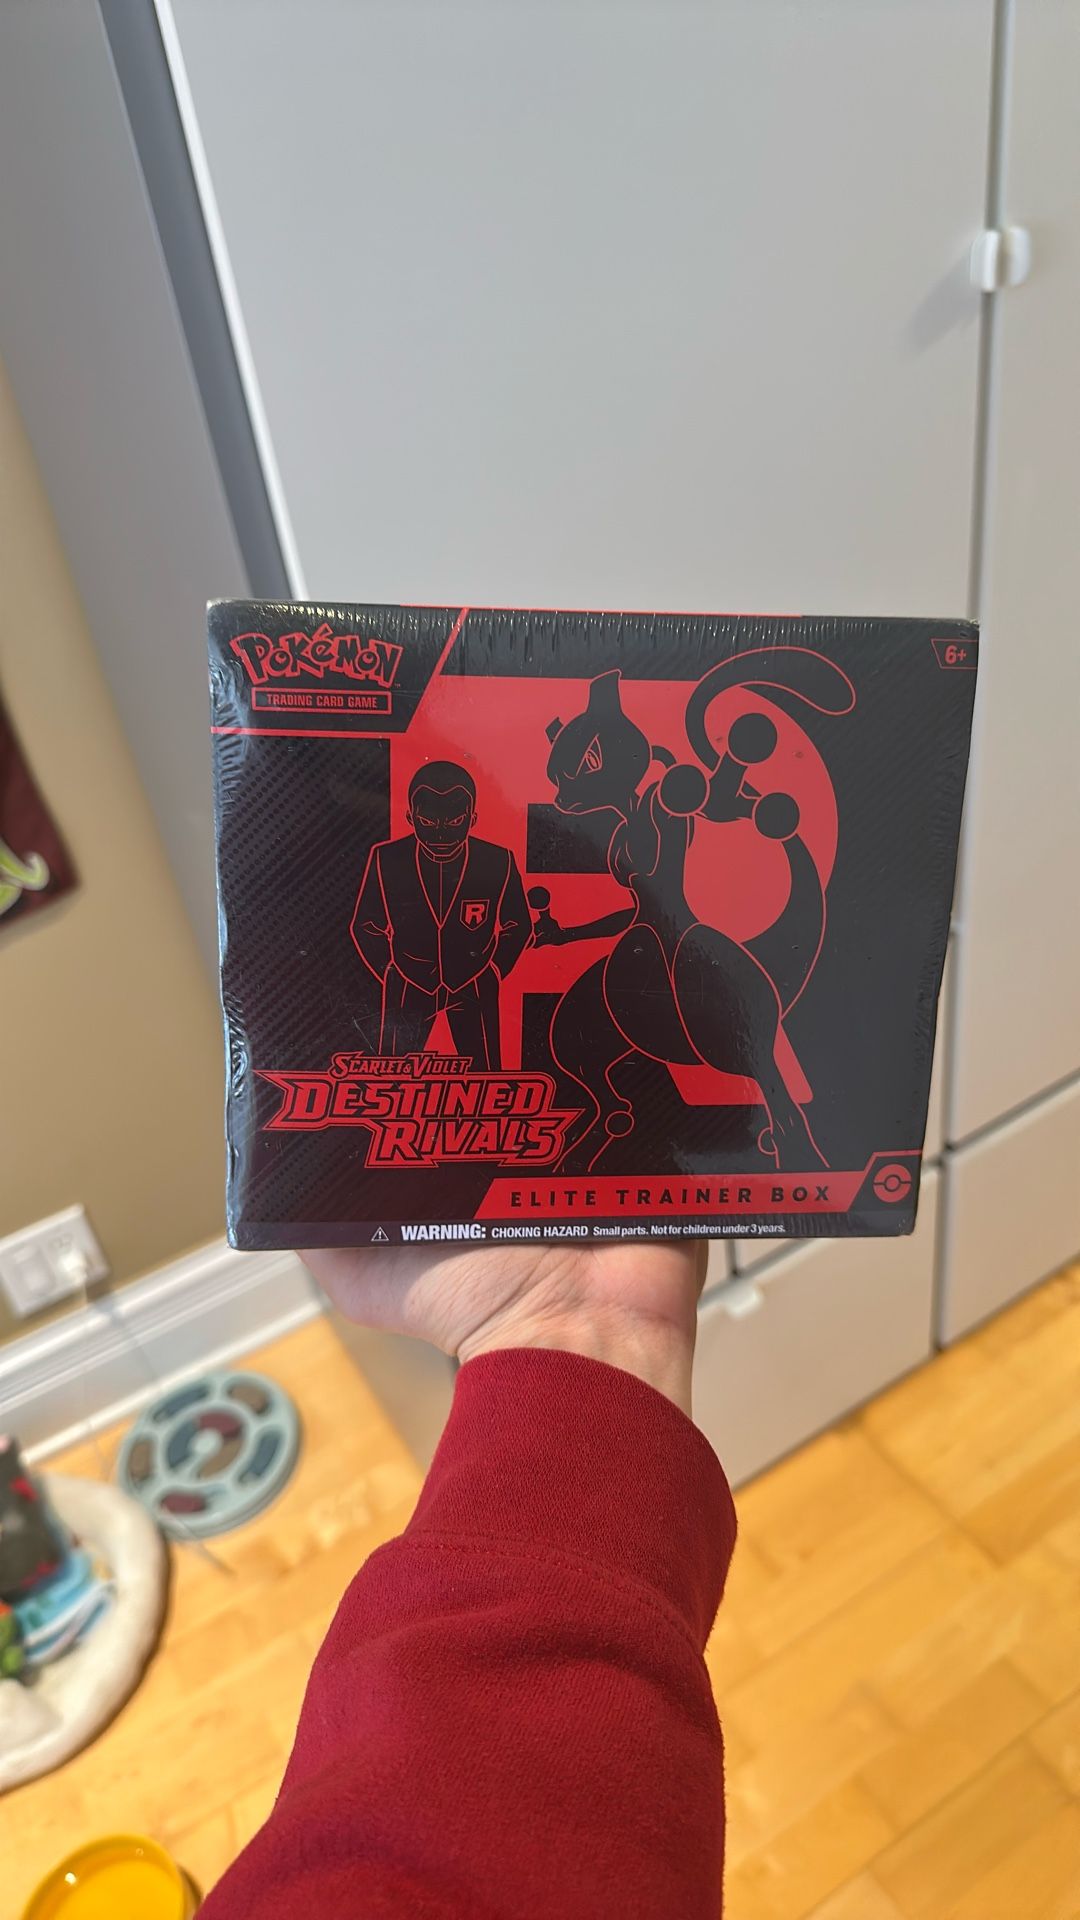 POKéMON
TRADING CARD GAME
6+
R
SCARLET & VIOLET
DESTINED
RIVALS
ELITE TRAINER BOX
⚠ WARNING: CHOKING HAZARD Small parts. Not for children under 3 years.